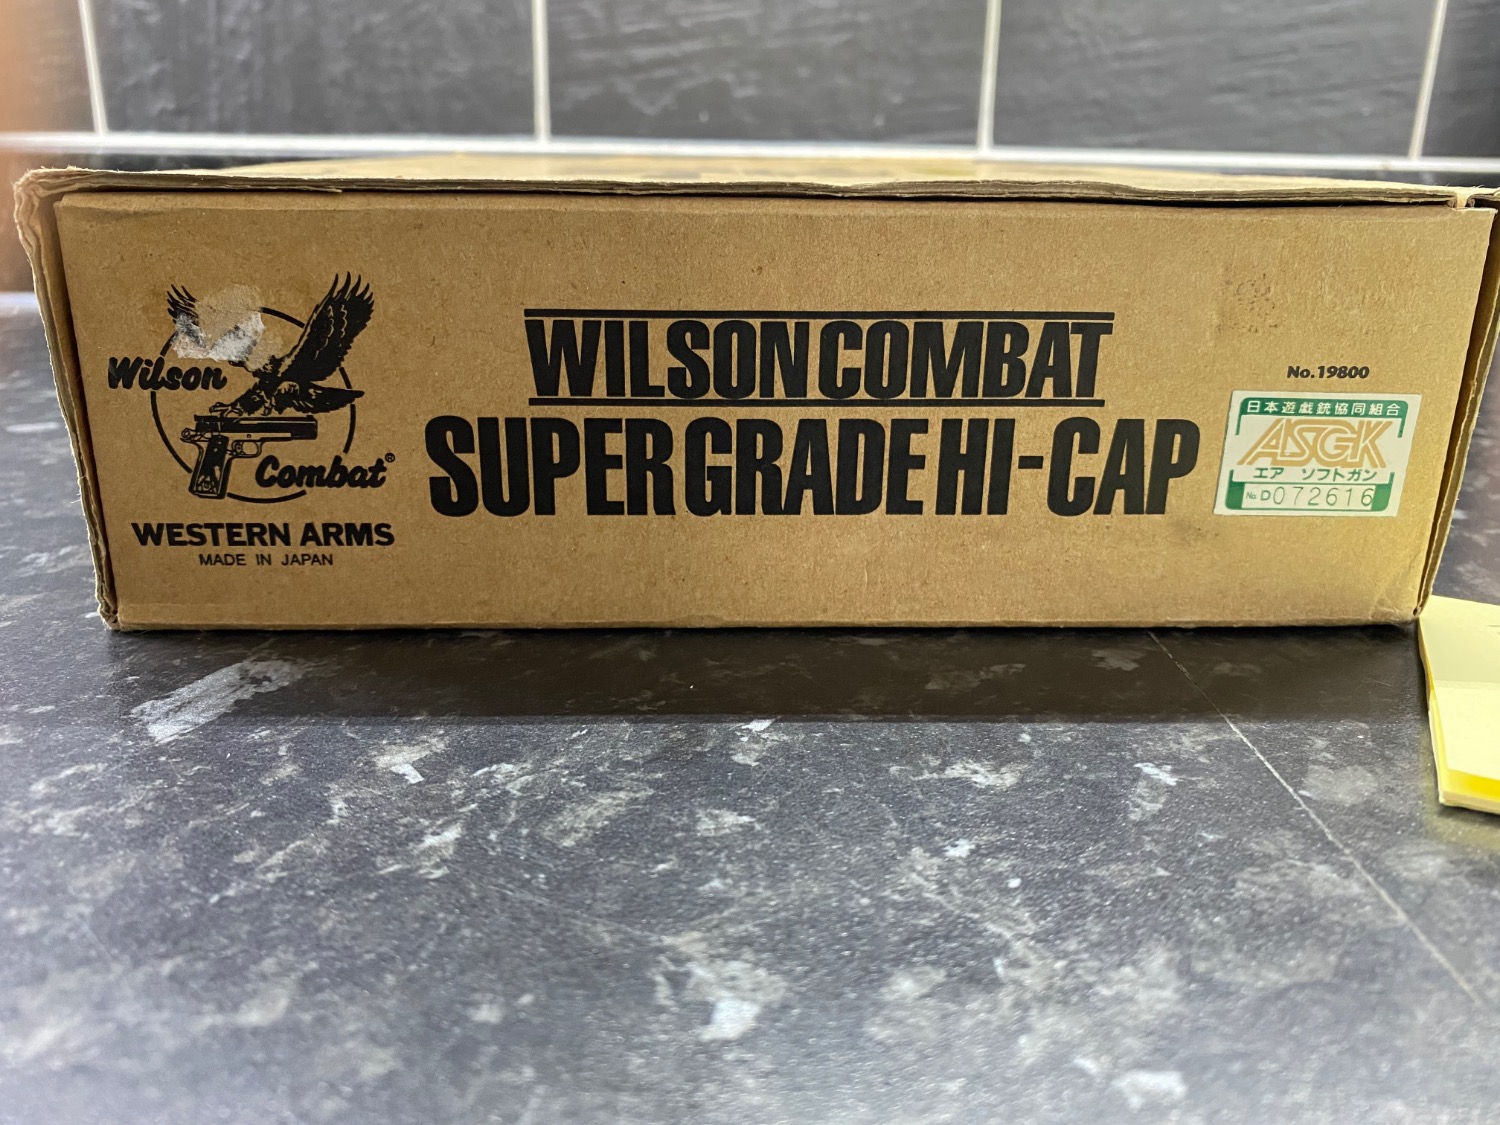 Wilson
Combat®
WESTERN ARMS
MADE IN JAPAN
WILSON COMBAT
SUPER GRADE HI-CAP
No.19800
日本遊戯銃協同組合
ASGK
エア ソフトガン
No. D072616